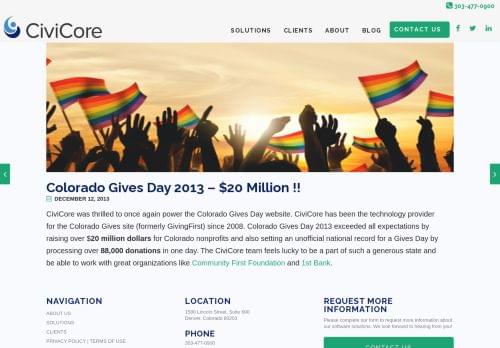 303-477-0900
CiviCore
SOLUTIONS CLIENTS ABOUT BLOG CONTACT US
Colorado Gives Day 2013 – $20 Million !!
DECEMBER 12, 2013
CiviCore was thrilled to once again power the Colorado Gives Day website. CiviCore has been the technology provider
for the Colorado Gives site (formerly GivingFirst) since 2008. Colorado Gives Day 2013 exceeded all expectations by
raising over $20 million dollars for Colorado nonprofits and also setting an unofficial national record for a Gives Day by
processing over 88,000 donations in one day. The CiviCore team feels lucky to be a part of such a generous state and
be able to work with great organizations like Community First Foundation and 1st Bank.
NAVIGATION
ABOUT US
SOLUTIONS
CLIENTS
PRIVACY POLICY | TERMS OF USE
LOCATION
1580 Lincoln Street, Suite 600
Denver, Colorado 80203
PHONE
303-477-0900
REQUEST MORE
INFORMATION
Please complete our form to request more information about
our software solutions. We look forward to hearing from you!
CONTACT US